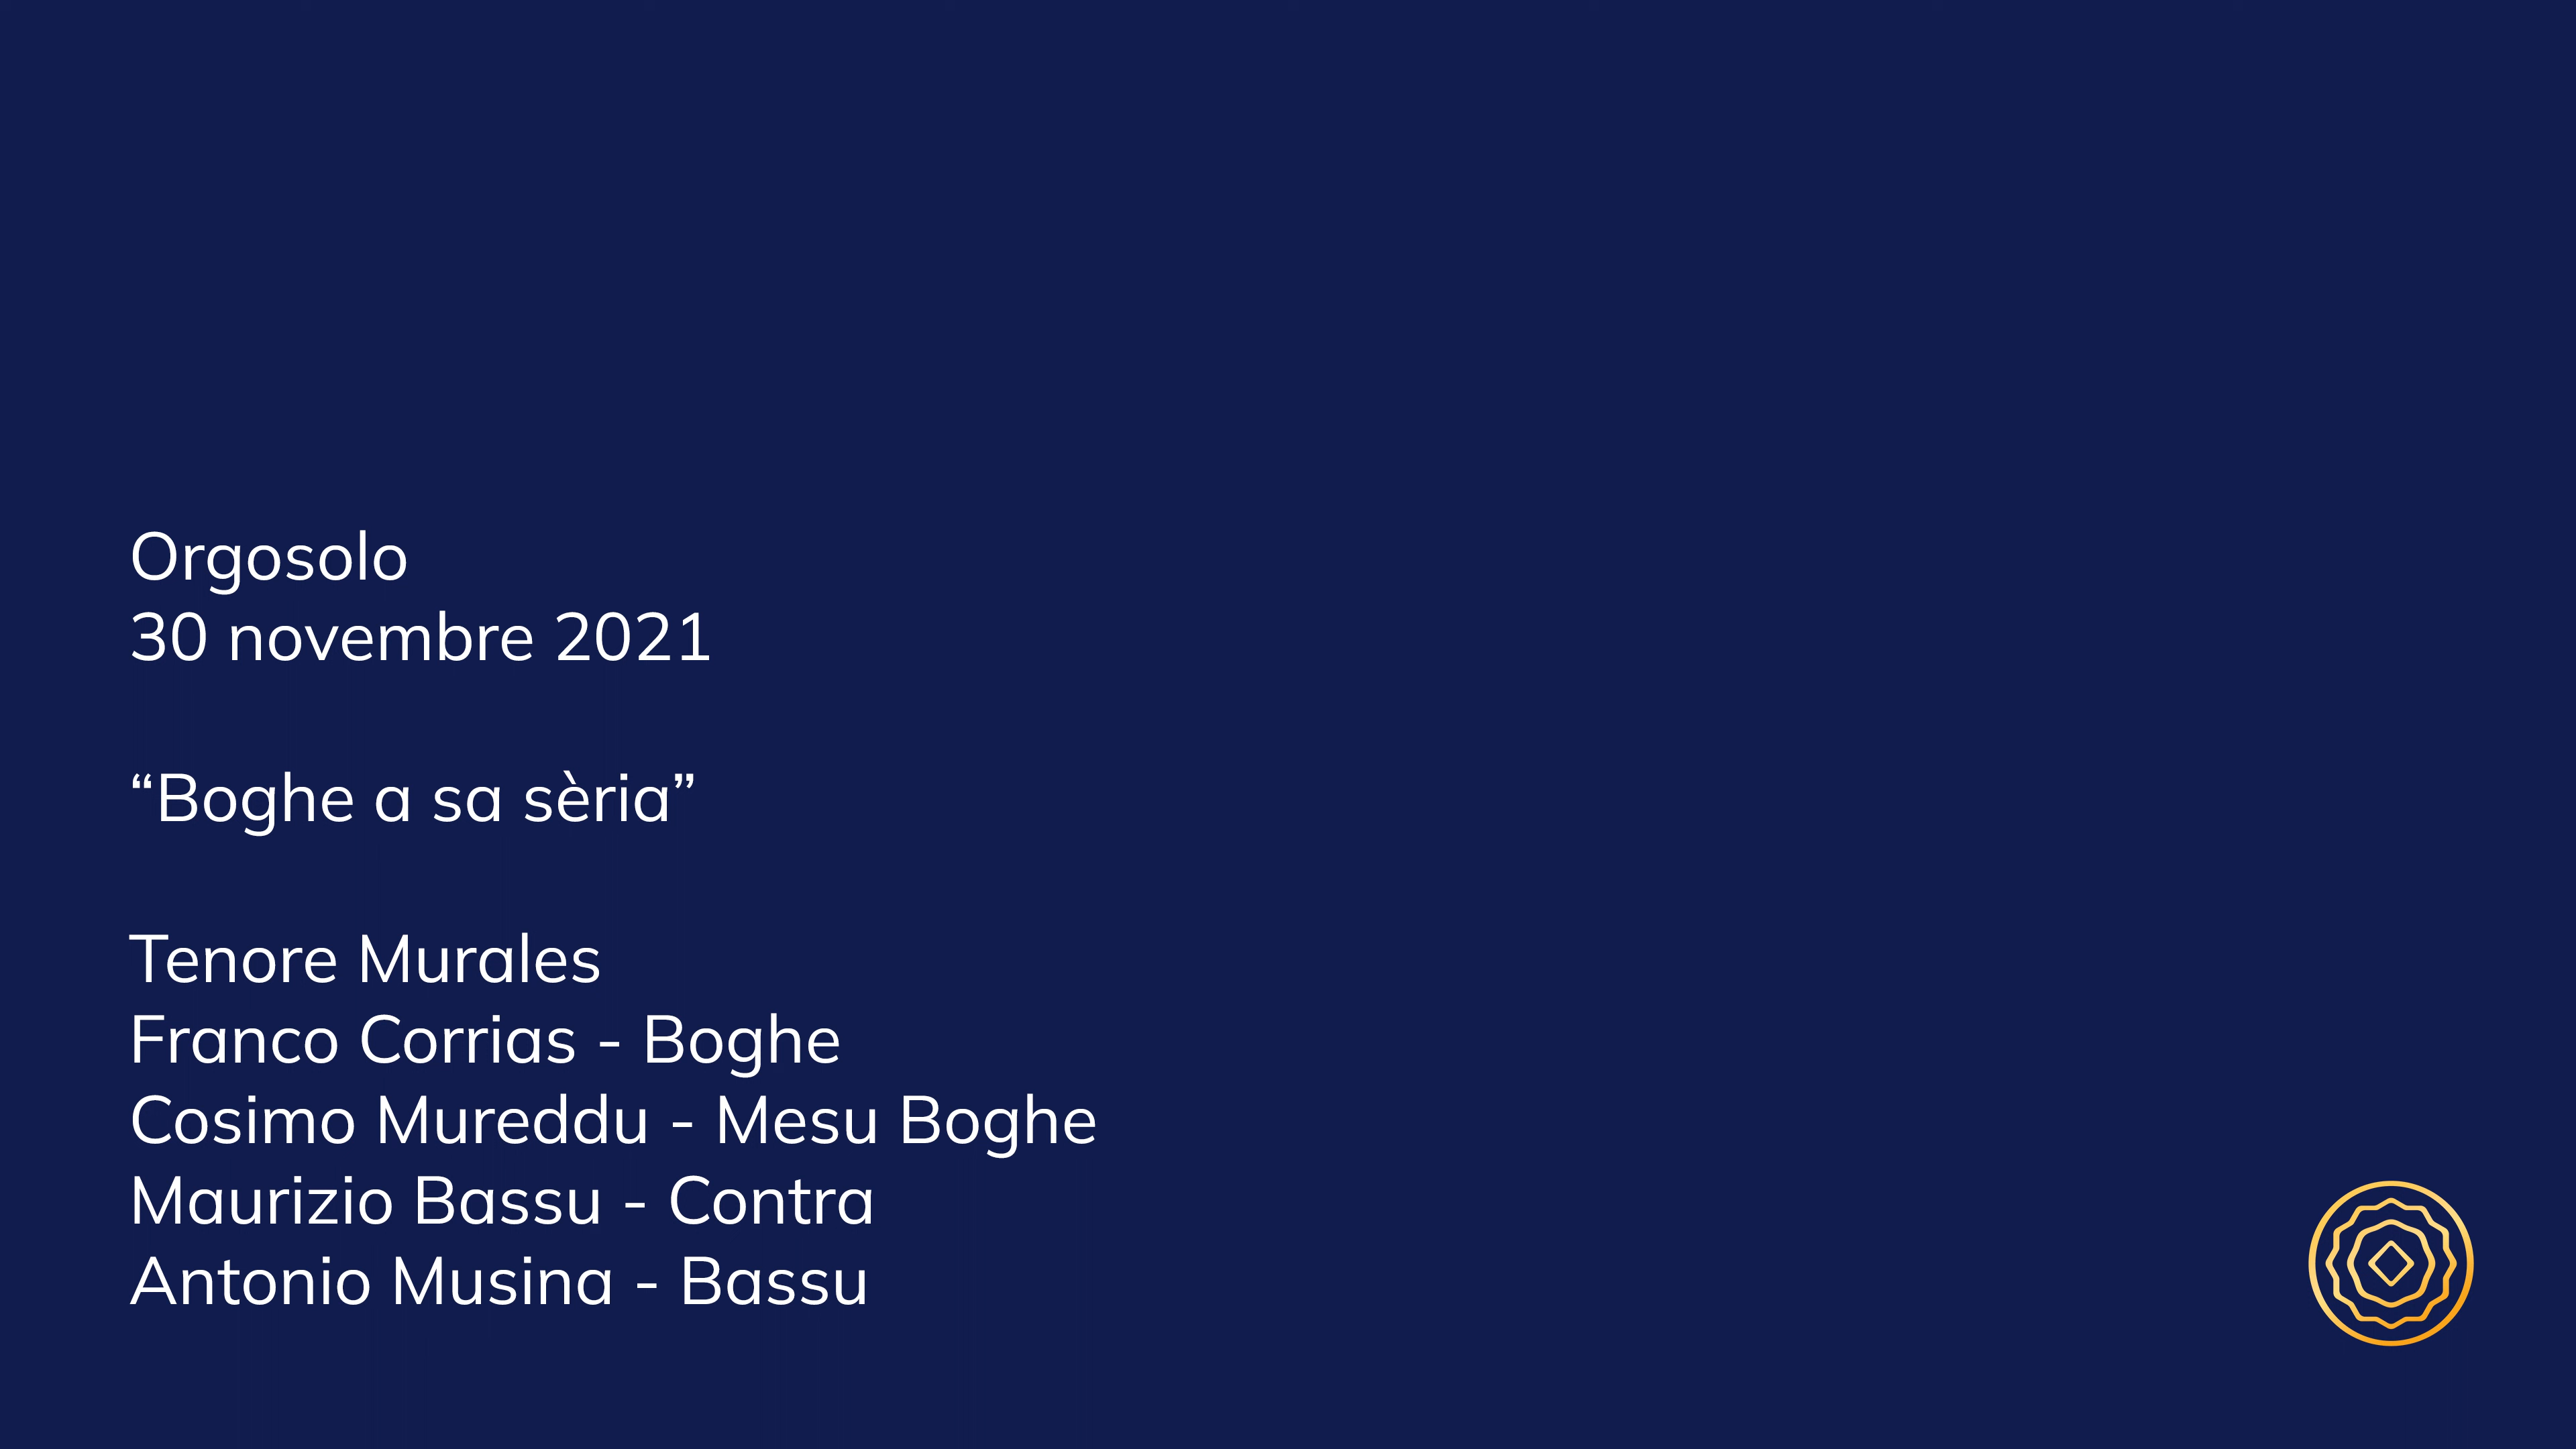 Orgosolo
30 novembre 2021
“Boghe a sa sèria”
Tenore Murales
Franco Corrias - Boghe
Cosimo Mureddu - Mesu Boghe
Maurizio Bassu - Contra
Antonio Musina - Bassu